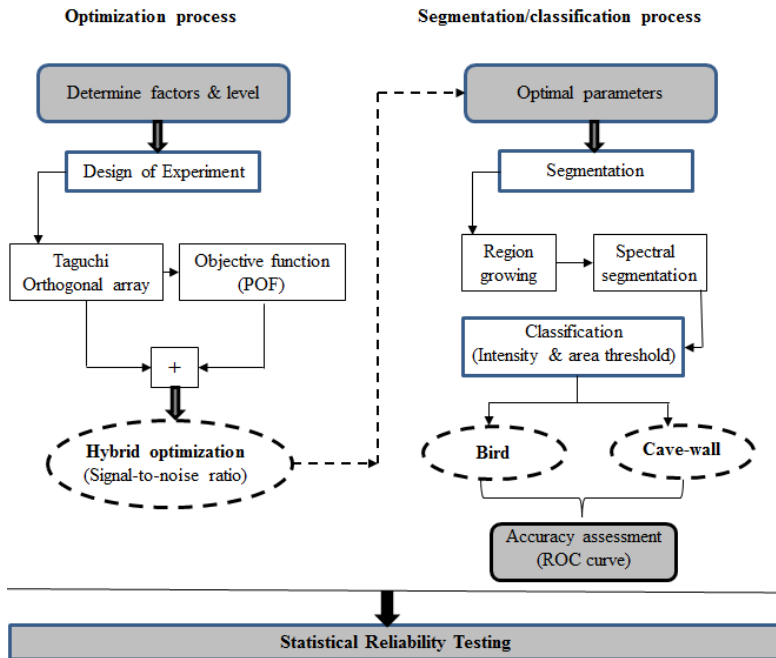 Optimization process
Determine factors & level
Design of Experiment
Taguchi
Orthogonal array
Objective function
(POF)
+
Hybrid optimization
(Signal-to-noise ratio)
Segmentation/classification process
Optimal parameters
Segmentation
Region
growing
Spectral
segmentation
Classification
(Intensity & area threshold)
Bird
Cave-wall
Accuracy assessment
(ROC curve)
Statistical Reliability Testing